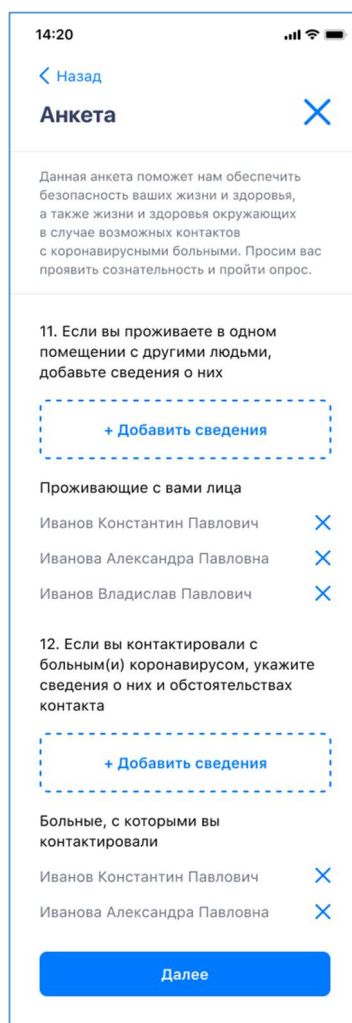 14:20
Назад
Анкета
Данная анкета поможет нам обеспечить
безопасность ваших жизни и здоровья,
а также жизни и здоровья окружающих
в случае возможных контактов
с коронавирусными больными. Просим вас
проявить сознательность и пройти опрос.
11. Если вы проживаете в одном
помещении с другими людьми,
добавьте сведения о них
+ Добавить сведения
Проживающие с вами лица
Иванов Константин Павлович
Иванова Александра Павловна
Иванов Владислав Павлович
12. Если вы контактировали с
больным(и) коронавирусом, укажите
сведения о них и обстоятельствах
контакта
+ Добавить сведения
Больные, с которыми вы
контактировали
Иванов Константин Павлович
Иванова Александра Павловна
Далее